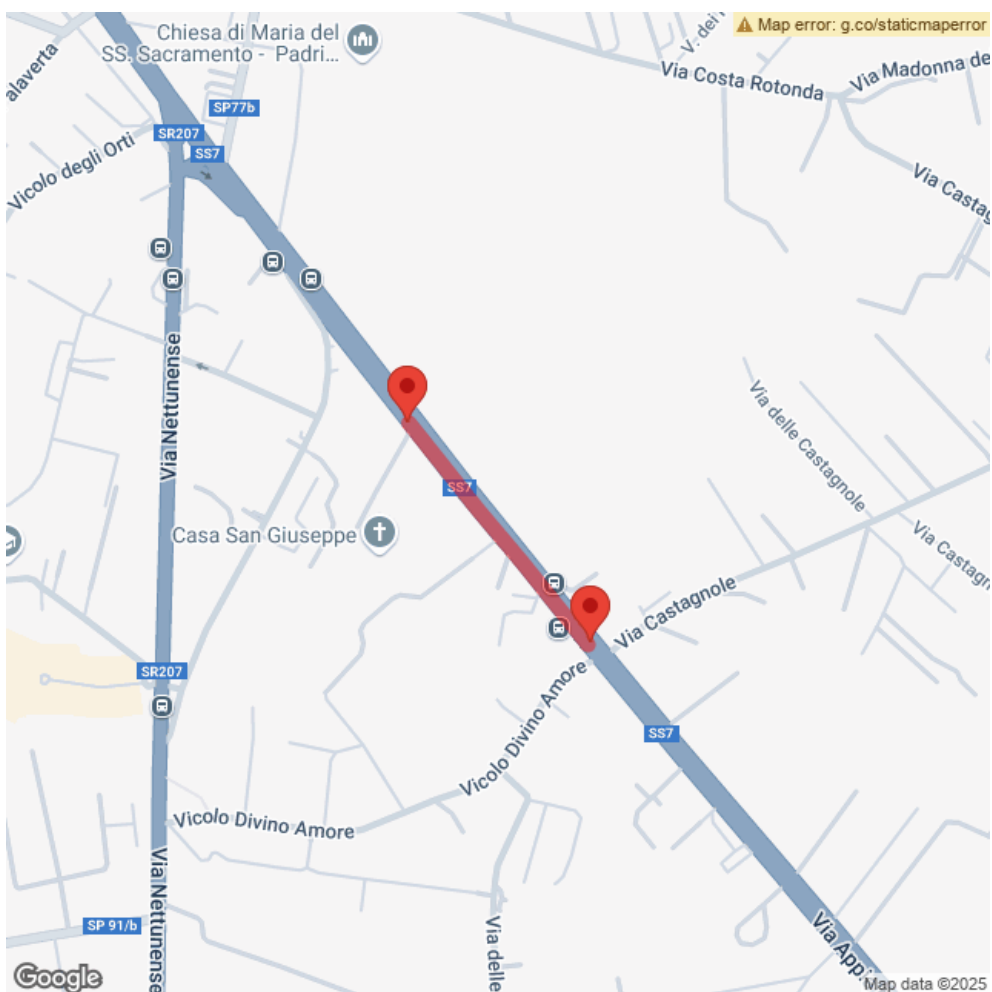 Map error: g.co/staticmaperror
Chiesa di Maria del
SS. Sacramento - Padri...
V. dei
Via Costa Rotonda
Via Madonna de
alaverta
SP77b
SR207
SS7
Vicolo degli Orti
Via Castag
Via Nettunense
Via delle Castagnole
SS7
Casa San Giuseppe
Via Castagn
Via Castagnole
SR207
Vicolo Divino Amore
SS7
Vicolo Divino Amore
Via Nettunense
SP 91/b
Via delle
Via Appi
Google
Map data ©2025